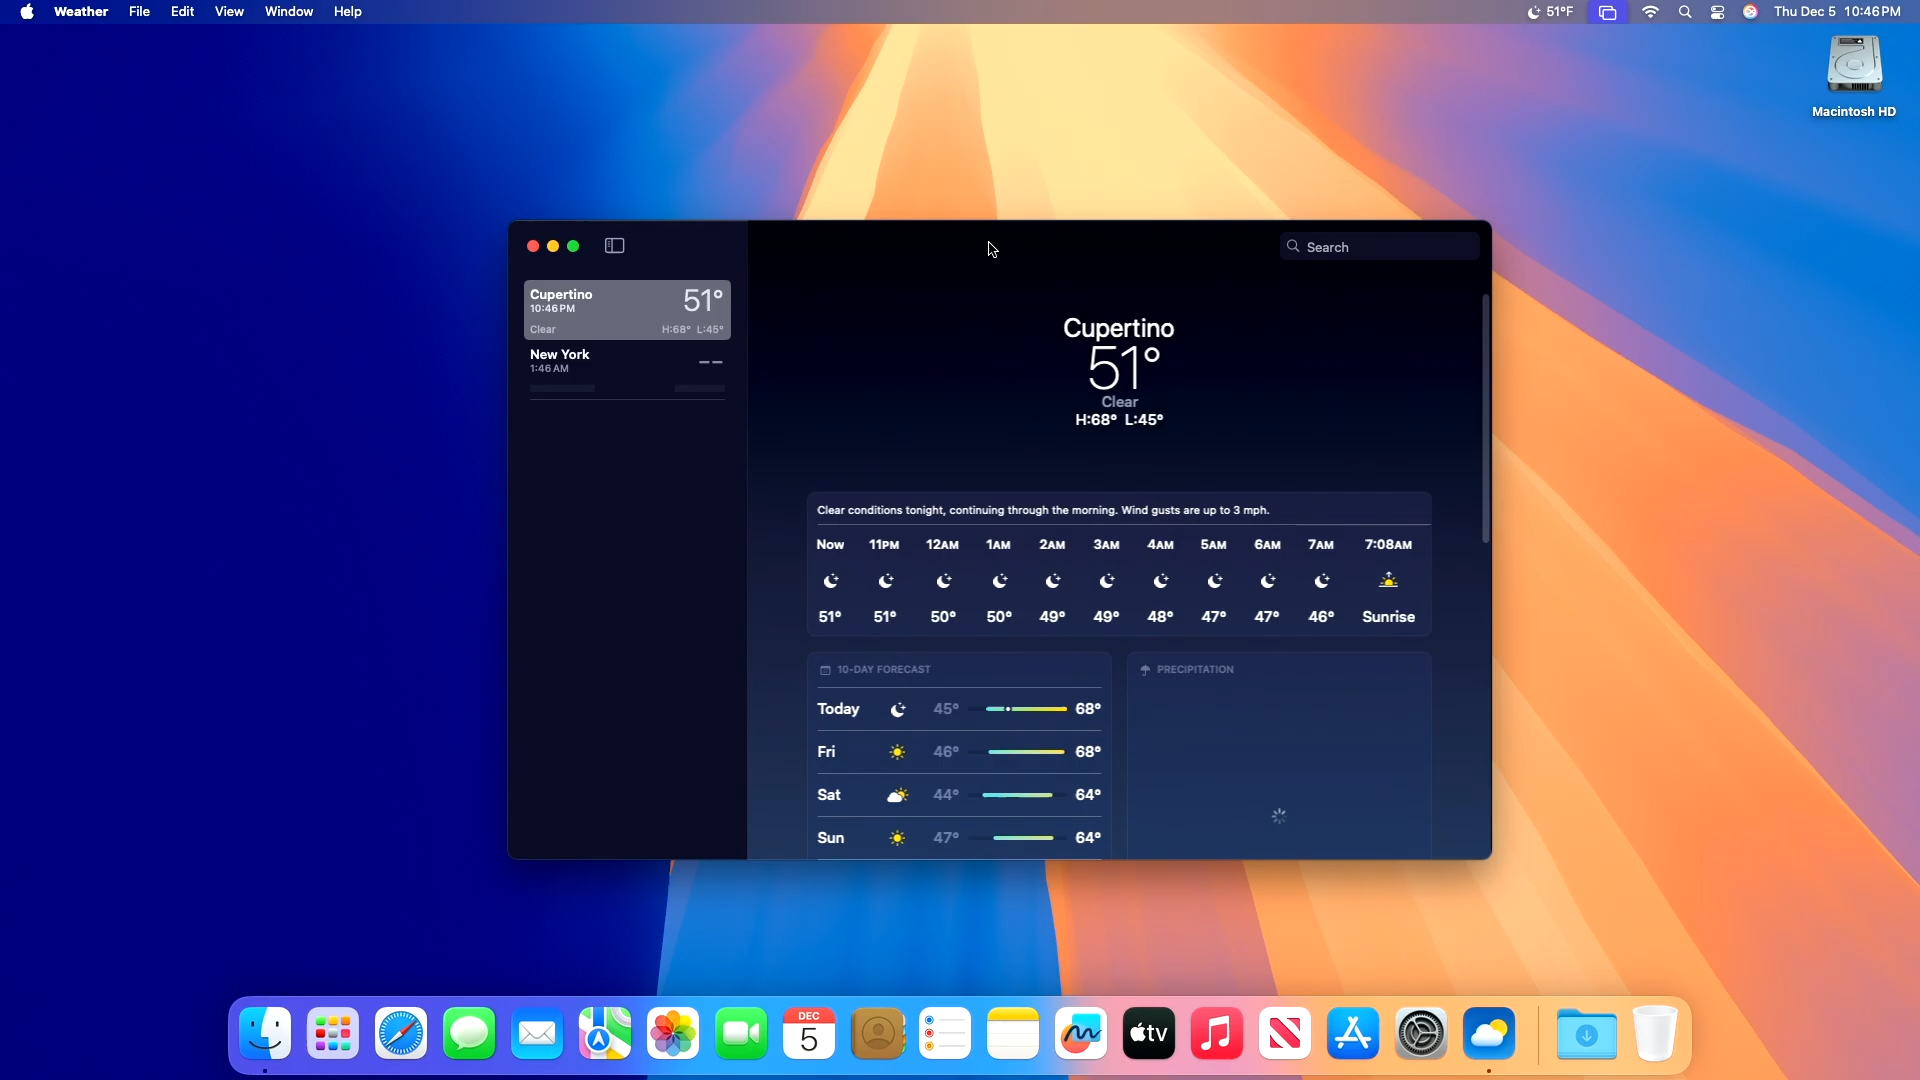 Weather File Edit View Window Help
51°F Thu Dec 5 10:46 PM
Macintosh HD
Search
Cupertino 51°
10:46 PM
Clear H:68° L:45°
New York --
1:46 AM
Cupertino
51°
Clear
H:68° L:45°
Clear conditions tonight, continuing through the morning. Wind gusts are up to 3 mph.
Now 11PM 12AM 1AM 2AM 3AM 4AM 5AM 6AM 7AM 7:08AM
51° 51° 50° 50° 49° 49° 48° 47° 47° 46° Sunrise
10-DAY FORECAST
Today 45° 68°
Fri 46° 68°
Sat 44° 64°
Sun 47° 64°
PRECIPITATION
DEC
5
tv